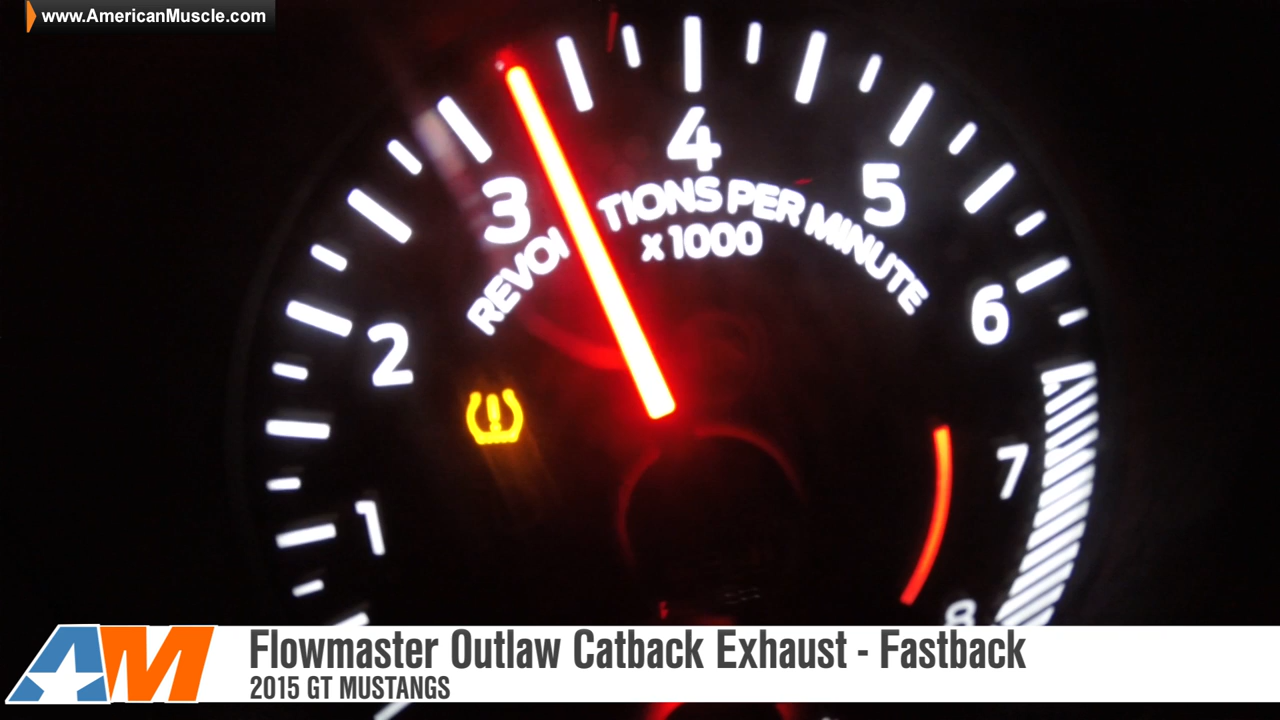 www.AmericanMuscle.com
4
3
5
TIONS PER MINUTE
x1000
6
2
7
1
8
AM
Flowmaster Outlaw Catback Exhaust - Fastback
2015 GT MUSTANGS